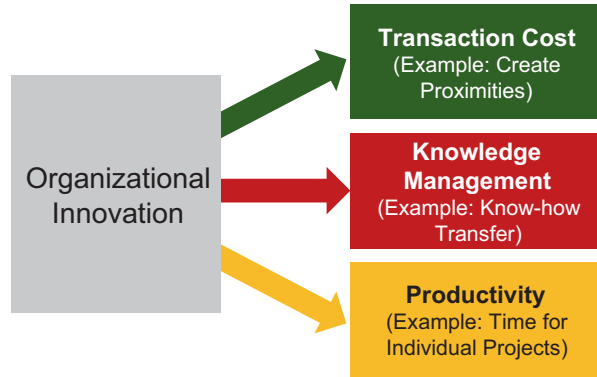 Organizational
Innovation
Transaction Cost
(Example: Create
Proximities)
Knowledge
Management
(Example: Know-how
Transfer)
Productivity
(Example: Time for
Individual Projects)